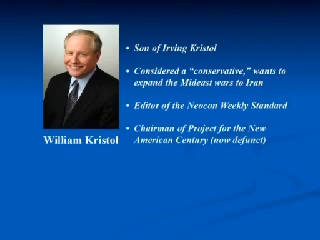 • Son of Irving Kristol
• Considered a "conservative," wants to
expand the Mideast wars to Iran
• Editor of the Neocon Weekly Standard
• Chairman of Project for the New
American Century (now defunct)
William Kristol